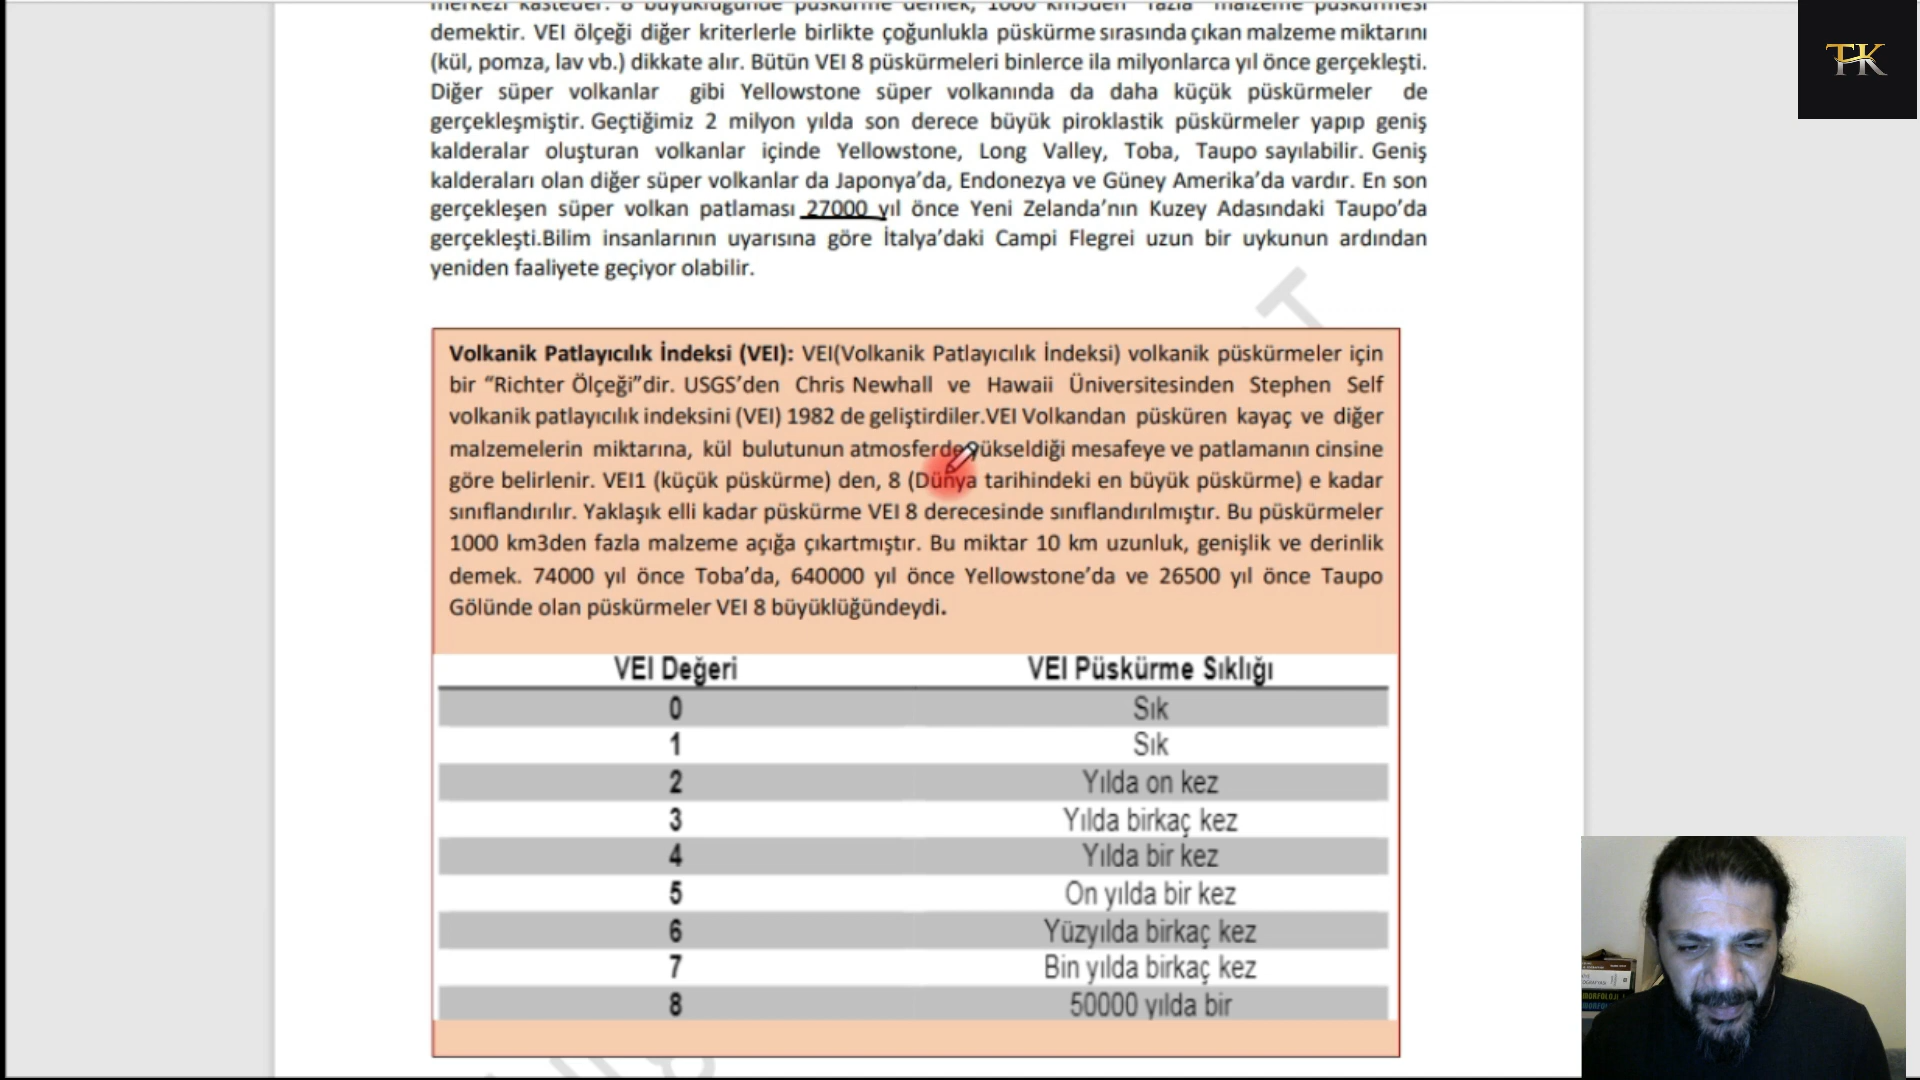 merkezi kasteder. 8 büyüklüğünde püskürme demek, 1000 km3den fazla malzeme püskürmesi
demektir. VEI ölçeği diğer kriterlerle birlikte çoğunlukla püskürme sırasında çıkan malzeme miktarını
(kül, pomza, lav vb.) dikkate alır. Bütün VEI 8 püskürmeleri binlerce ila milyonlarca yıl önce gerçekleşti.
Diğer süper volkanlar gibi Yellowstone süper volkanında da daha küçük püskürmeler de
gerçekleşmiştir. Geçtiğimiz 2 milyon yılda son derece büyük piroklastik püskürmeler yapıp geniş
kalderalar oluşturan volkanlar içinde Yellowstone, Long Valley, Toba, Taupo sayılabilir. Geniş
kalderaları olan diğer süper volkanlar da Japonya’da, Endonezya ve Güney Amerika’da vardır. En son
gerçekleşen süper volkan patlaması 27000 yıl önce Yeni Zelanda’nın Kuzey Adasındaki Taupo’da
gerçekleşti.Bilim insanlarının uyarısına göre İtalya’daki Campi Flegrei uzun bir uykunun ardından
yeniden faaliyete geçiyor olabilir.
Volkanik Patlayıcılık İndeksi (VEI): VEI(Volkanik Patlayıcılık İndeksi) volkanik püskürmeler için
bir “Richter Ölçeği”dir. USGS’den Chris Newhall ve Hawaii Üniversitesinden Stephen Self
volkanik patlayıcılık indeksini (VEI) 1982 de geliştirdiler.VEI Volkandan püsküren kayaç ve diğer
malzemelerin miktarına, kül bulutunun atmosferde yükseldiği mesafeye ve patlamanın cinsine
göre belirlenir. VEI1 (küçük püskürme) den, 8 (Dünya tarihindeki en büyük püskürme) e kadar
sınıflandırılır. Yaklaşık elli kadar püskürme VEI 8 derecesinde sınıflandırılmıştır. Bu püskürmeler
1000 km3den fazla malzeme açığa çıkartmıştır. Bu miktar 10 km uzunluk, genişlik ve derinlik
demek. 74000 yıl önce Toba’da, 640000 yıl önce Yellowstone’da ve 26500 yıl önce Taupo
Gölünde olan püskürmeler VEI 8 büyüklüğündeydi.
VEI Değeri VEI Püskürme Sıklığı
0 Sık
1 Sık
2 Yılda on kez
3 Yılda birkaç kez
4 Yılda bir kez
5 On yılda bir kez
6 Yüzyılda birkaç kez
7 Bin yılda birkaç kez
8 50000 yılda bir
TK